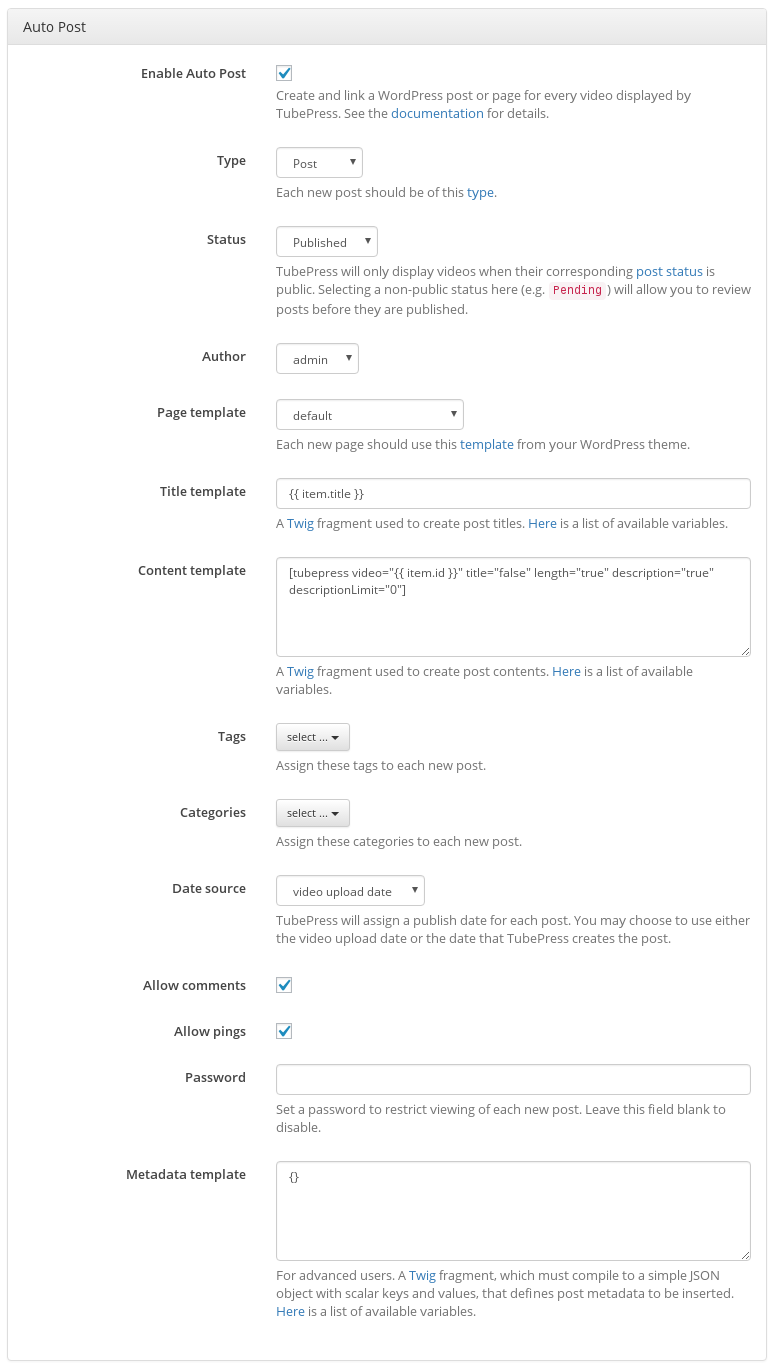 Auto Post
Enable Auto Post
Create and link a WordPress post or page for every video displayed by
TubePress. See the documentation for details.
Type
Post
Each new post should be of this type.
Status
Published
TubePress will only display videos when their corresponding post status is
public. Selecting a non-public status here (e.g. Pending ) will allow you to review
posts before they are published.
Author
admin
Page template
default
Each new page should use this template from your WordPress theme.
Title template
{{ item.title }}
A Twig fragment used to create post titles. Here is a list of available variables.
Content template
[tubepress video="{{ item.id }}" title="false" length="true" description="true"
descriptionLimit="0"]
A Twig fragment used to create post contents. Here is a list of available
variables.
Tags
select ...
Assign these tags to each new post.
Categories
select ...
Assign these categories to each new post.
Date source
video upload date
TubePress will assign a publish date for each post. You may choose to use either
the video upload date or the date that TubePress creates the post.
Allow comments
Allow pings
Password
Set a password to restrict viewing of each new post. Leave this field blank to
disable.
Metadata template
{}
For advanced users. A Twig fragment, which must compile to a simple JSON
object with scalar keys and values, that defines post metadata to be inserted.
Here is a list of available variables.